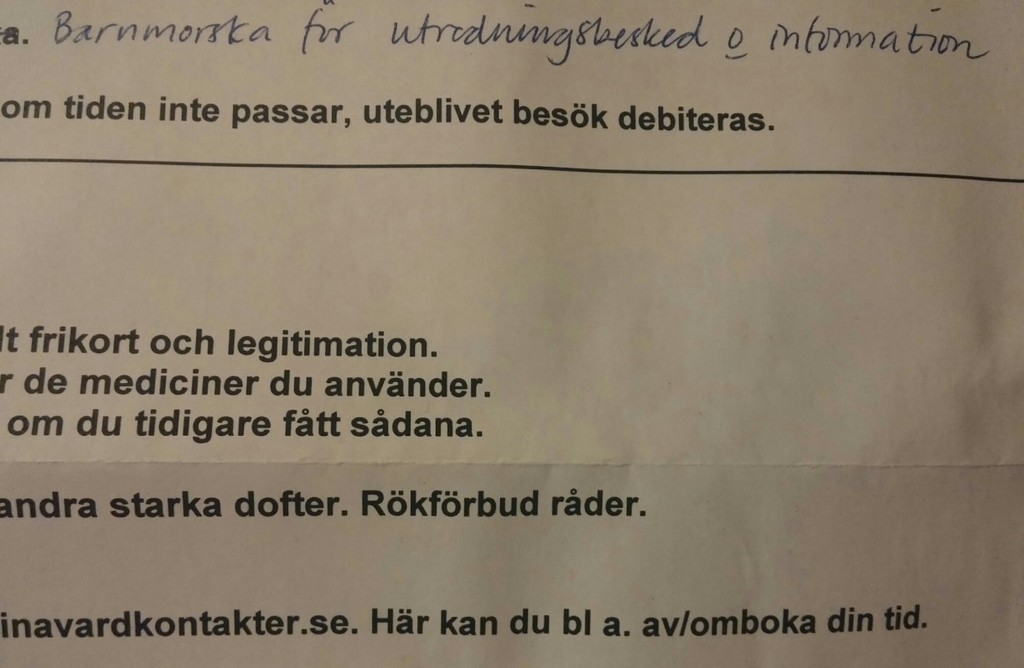 a. Barnmorska för utredningsbesked o information
om tiden inte passar, uteblivet besök debiteras.
lt frikort och legitimation.
r de mediciner du använder.
om du tidigare fått sådana.
andra starka dofter. Rökförbud råder.
inavardkontakter.se. Här kan du bl a. av/omboka din tid.